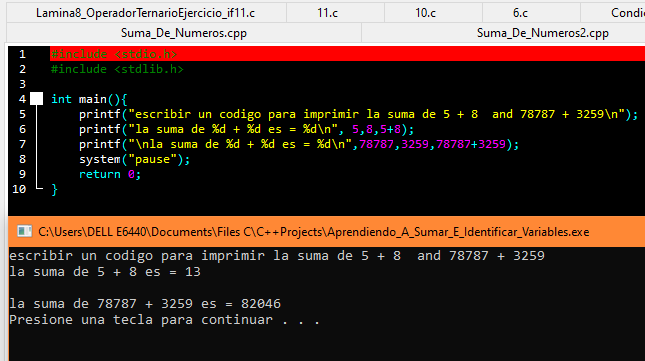 Lamina8_OperadorTernarioEjercicio_if11.c 11.c 10.c 6.c Condic
Suma_De_Numeros.cpp Suma_De_Numeros2.cpp
1 #include <stdio.h>
2 #include <stdlib.h>
3
4 int main(){
5 printf("escribir un codigo para imprimir la suma de 5 + 8  and 78787 + 3259\n");
6 printf("la suma de %d + %d es = %d\n", 5,8,5+8);
7 printf("\nla suma de %d + %d es = %d\n",78787,3259,78787+3259);
8 system("pause");
9 return 0;
10 }
C:\Users\DELL E6440\Documents\Files C\C++Projects\Aprendiendo_A_Sumar_E_Identificar_Variables.exe
escribir un codigo para imprimir la suma de 5 + 8  and 78787 + 3259
la suma de 5 + 8 es = 13
la suma de 78787 + 3259 es = 82046
Presione una tecla para continuar . . .